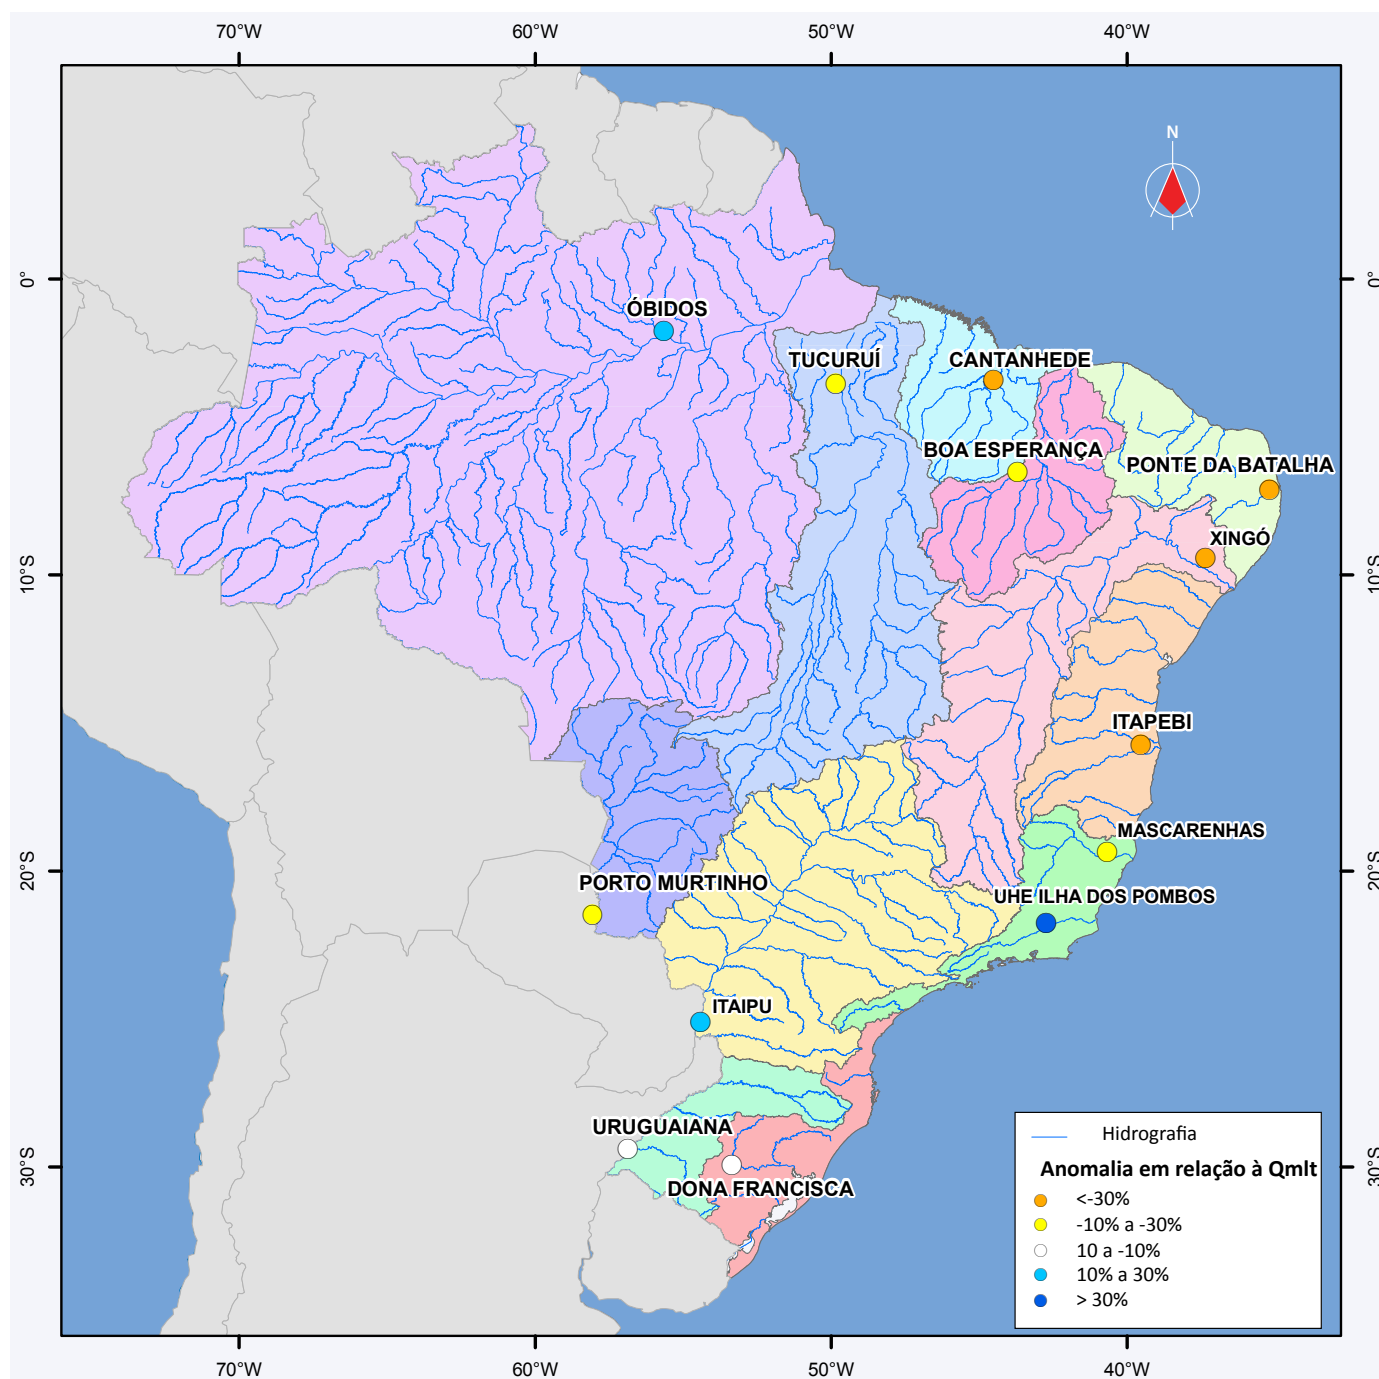 70°W 60°W 50°W 40°W
N
0° 0°
ÓBIDOS
TUCURUÍ
CANTANHEDE
BOA ESPERANÇA
PONTE DA BATALHA
XINGÓ
10°S 10°S
ITAPEBI
MASCARENHAS
20°S 20°S
PORTO MURTINHO
UHE ILHA DOS POMBOS
ITAIPU
URUGUAIANA
DONA FRANCISCA
30°S 30°S
Hidrografia
Anomalia em relação à Qmlt
<-30%
-10% a -30%
10 a -10%
10% a 30%
> 30%
70°W 60°W 50°W 40°W